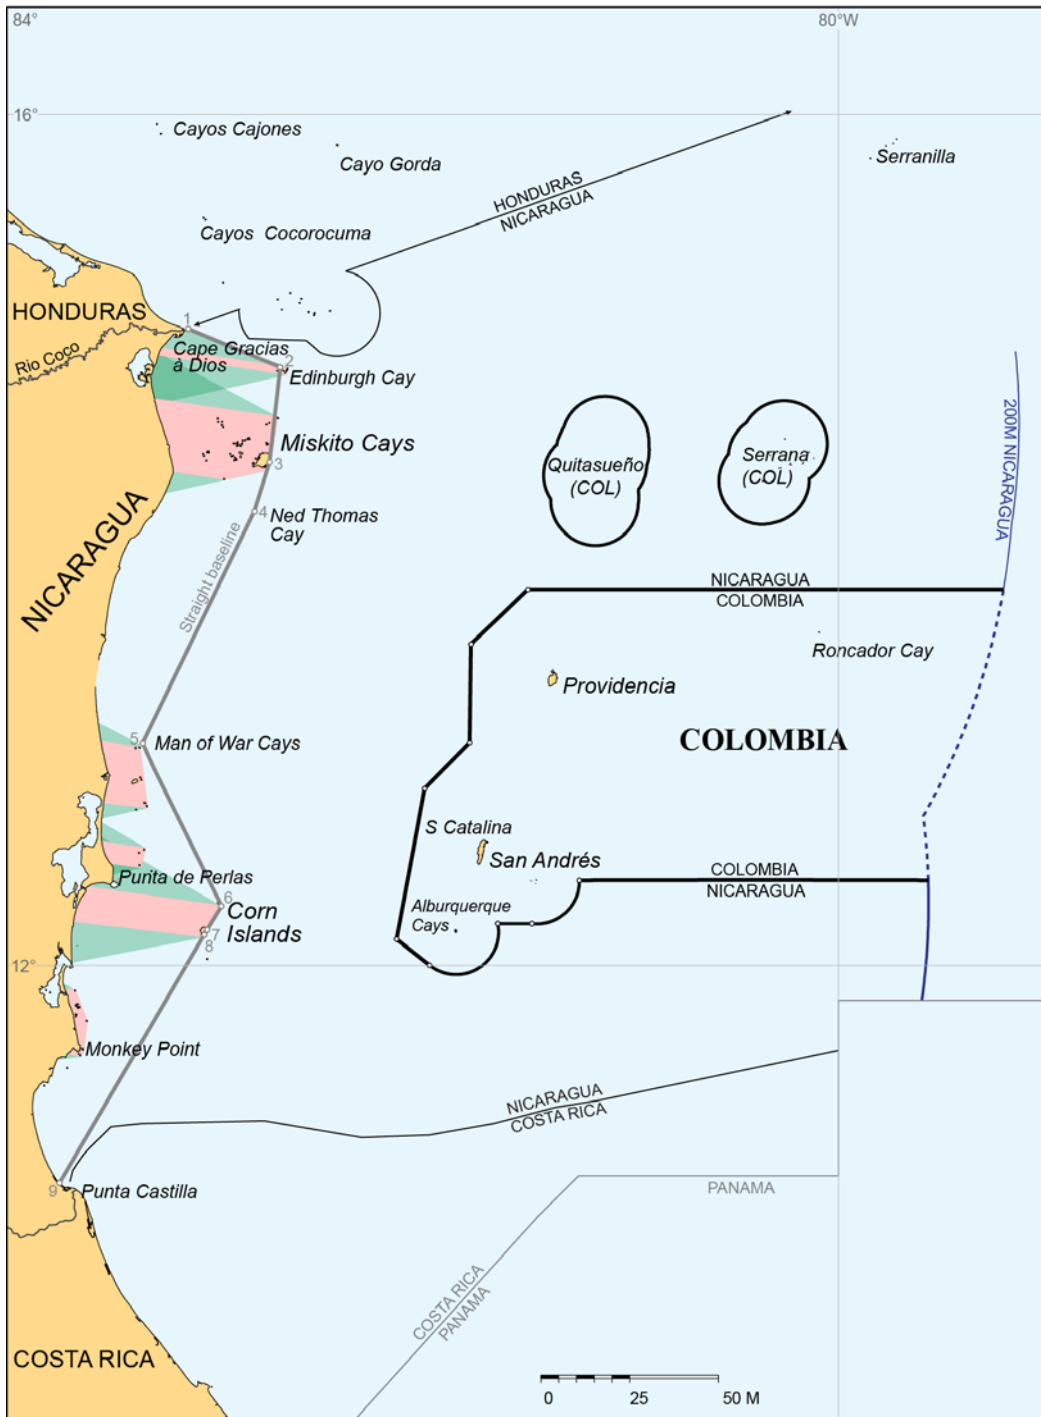 84°
80°W
16°
Cayos Cajones
Cayo Gorda
Serranilla
HONDURAS
NICARAGUA
Cayos Cocorocuma
HONDURAS
1
Rio Coco
Cape Gracias
à Dios
2
Edinburgh Cay
200M NICARAGUA
Miskito Cays
3
Quitasueño
(COL)
Serrana
(COL)
4
Ned Thomas
Cay
NICARAGUA
Straight baseline
NICARAGUA
COLOMBIA
Roncador Cay
Providencia
5
Man of War Cays
COLOMBIA
S Catalina
San Andrés
COLOMBIA
NICARAGUA
Punta de Perlas
6
Corn
Islands
7
8
Alburquerque
Cays
12°
Monkey Point
NICARAGUA
COSTA RICA
9
Punta Castilla
PANAMA
COSTA RICA
PANAMA
COSTA RICA
0
25
50 M